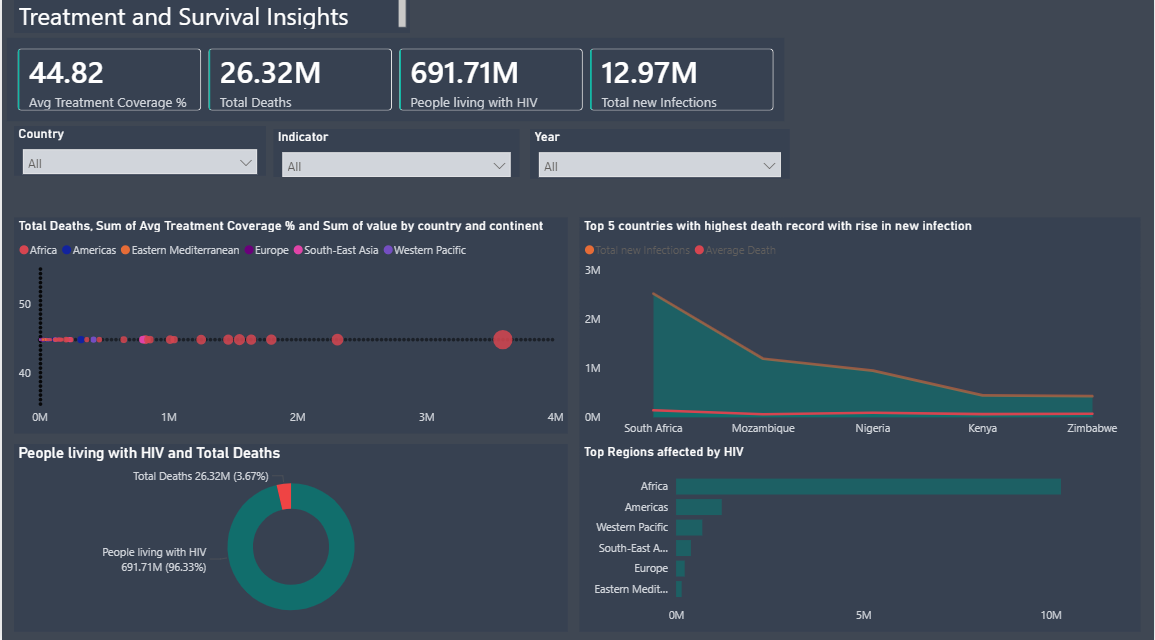 Treatment and Survival Insights
44.82
Avg Treatment Coverage %
26.32M
Total Deaths
691.71M
People living with HIV
12.97M
Total new Infections
Country
All
Indicator
All
Year
All
Total Deaths, Sum of Avg Treatment Coverage % and Sum of value by country and continent
Africa Americas Eastern Mediterranean Europe South-East Asia Western Pacific
50
40
0M 1M 2M 3M 4M
Top 5 countries with highest death record with rise in new infection
Total new Infections Average Death
3M
2M
1M
0M
South Africa Mozambique Nigeria Kenya Zimbabwe
People living with HIV and Total Deaths
Total Deaths 26.32M (3.67%)
People living with HIV
691.71M (96.33%)
Top Regions affected by HIV
Africa
Americas
Western Pacific
South-East A...
Europe
Eastern Medit...
0M 5M 10M